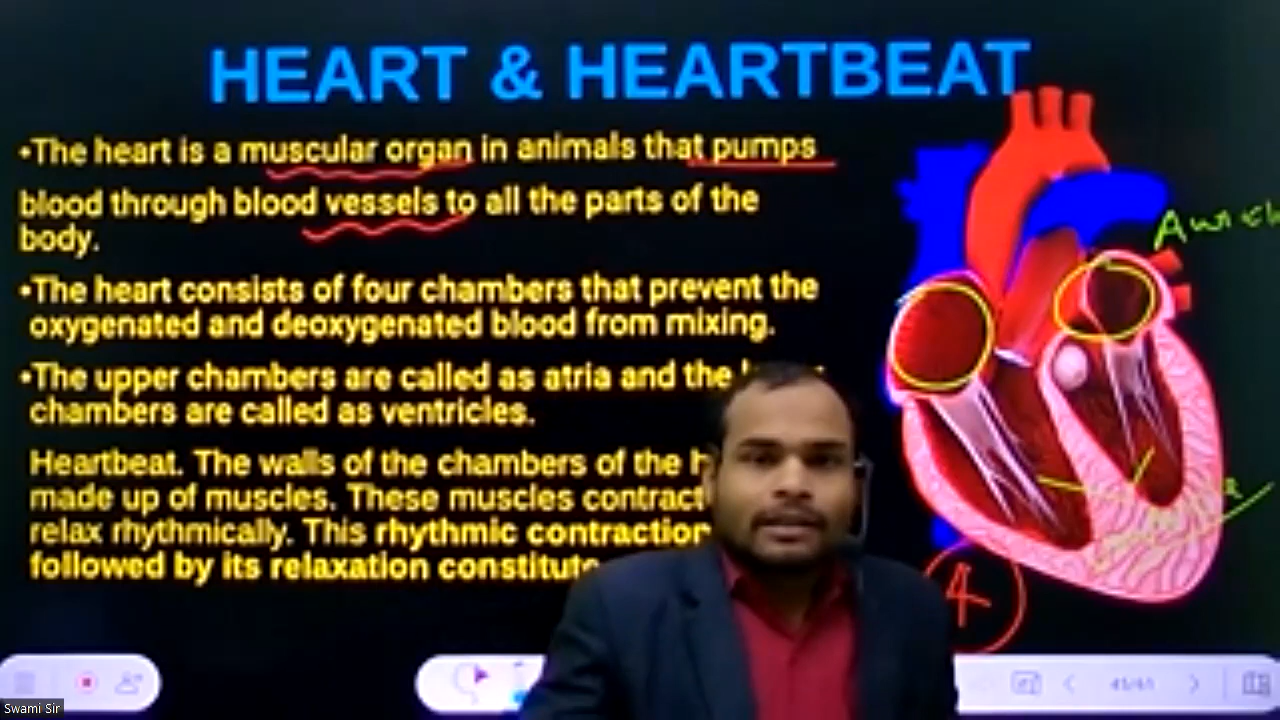 HEART & HEARTBEAT
•The heart is a muscular organ in animals that pumps
blood through blood vessels to all the parts of the
body.
•The heart consists of four chambers that prevent the
oxygenated and deoxygenated blood from mixing.
•The upper chambers are called as atria and the
chambers are called as ventricles.
Heartbeat. The walls of the chambers of the
made up of muscles. These muscles contract
relax rhythmically. This rhythmic contraction
followed by its relaxation constitute
4
Swami Sir